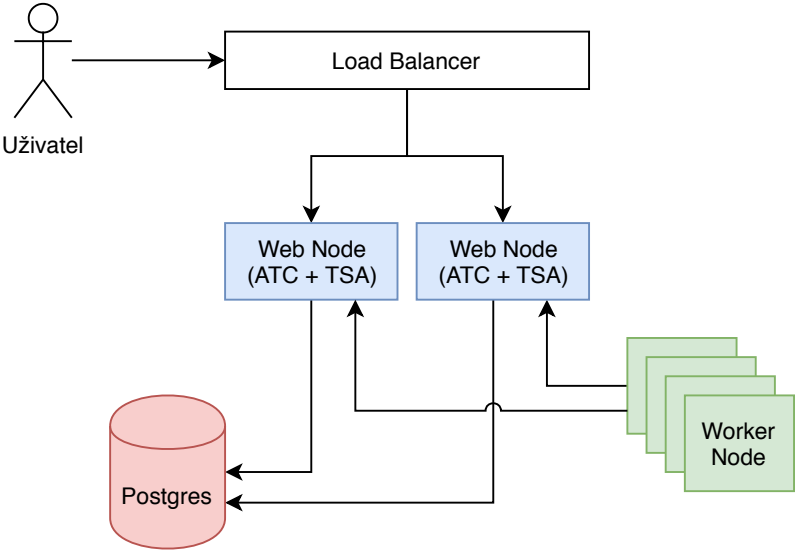 Load Balancer
Uživatel
Web Node
(ATC + TSA)
Web Node
(ATC + TSA)
Worker
Node
Postgres